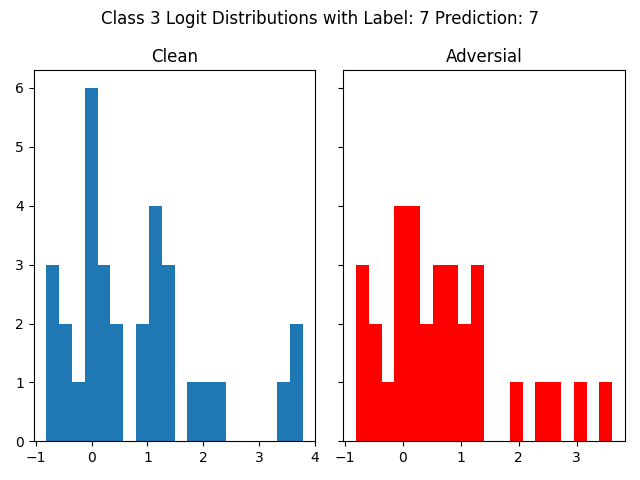 Class 3 Logit Distributions with Label: 7 Prediction: 7
Clean
Adversial
6
5
4
3
2
1
0
−1 0 1 2 3 4
−1 0 1 2 3